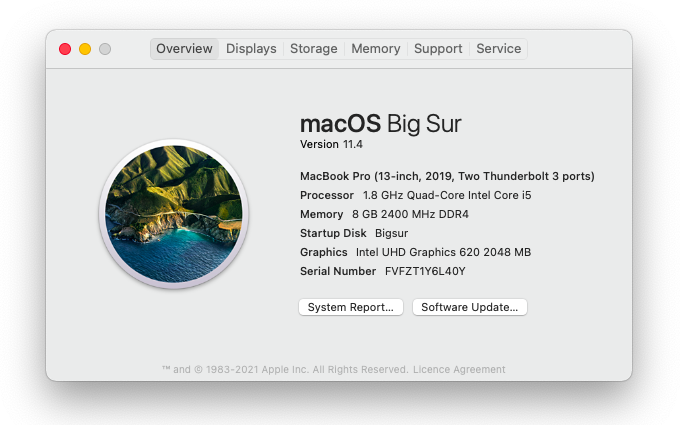 Overview Displays Storage Memory Support Service
macOS Big Sur
Version 11.4
MacBook Pro (13-inch, 2019, Two Thunderbolt 3 ports)
Processor 1.8 GHz Quad-Core Intel Core i5
Memory 8 GB 2400 MHz DDR4
Startup Disk Bigsur
Graphics Intel UHD Graphics 620 2048 MB
Serial Number FVFZT1Y6L40Y
System Report... Software Update...
™ and © 1983-2021 Apple Inc. All Rights Reserved. Licence Agreement